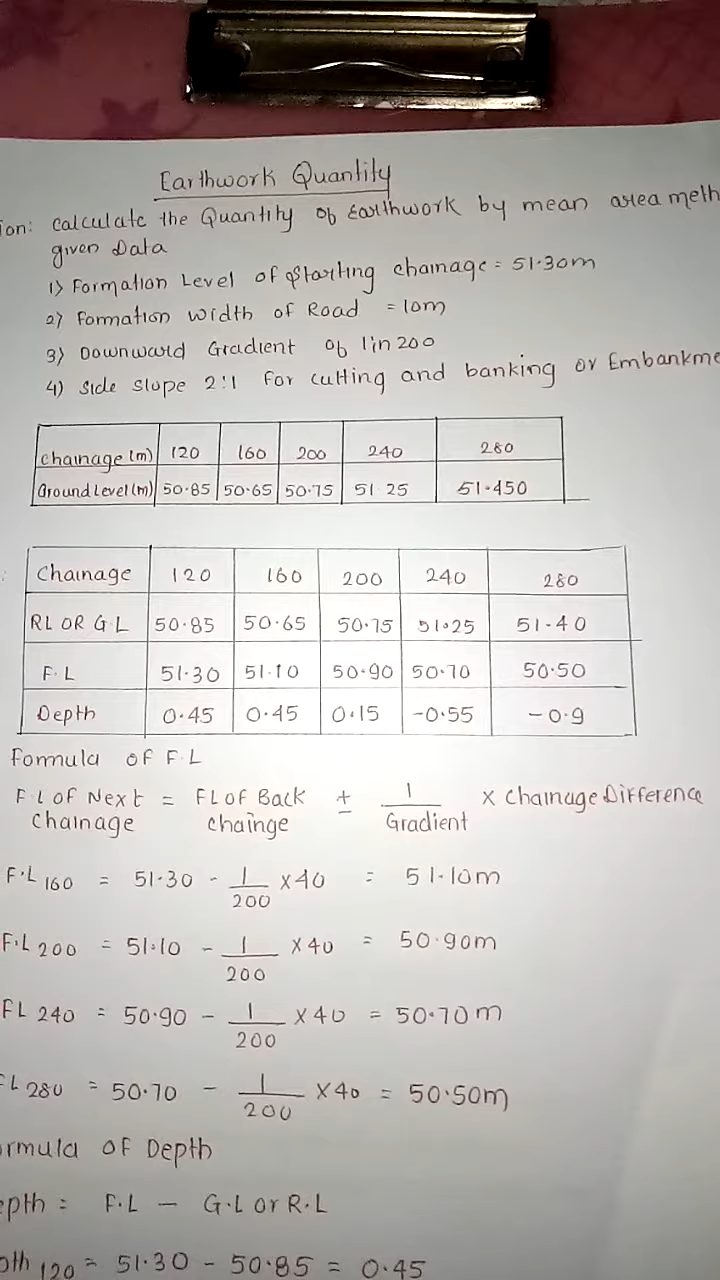 Earthwork Quantity
ion: calculate the Quantity of Earthwork by mean area meth
given Data
1) Formation Level of Starting chainage = 51.30m
2) Formation width of Road = 10m
3) Downward Gradient of 1in 200
4) Side slope 2:1 For cutting and banking or Embankme
Chainage (m) 120 160 200 240 280
Ground Level (m) 50.85 50.65 50.75 51 25 51.450
Chainage 120 160 200 240 280
RL OR G.L 50.85 50.65 50.75 51.25 51.40
F.L 51.30 51.10 50.90 50.70 50.50
Depth 0.45 0.45 0.15 -0.55 -0.9
Formula OF F.L
F L OF Next Chainage = FL OF Back chainge ± 1/Gradient × Chainage Difference
F.L 160 = 51.30 - 1/200 ×40 = 51.10m
F.L 200 = 51.10 - 1/200 ×40 = 50.90m
FL 240 = 50.90 - 1/200 ×40 = 50.70m
FL 280 = 50.70 - 1/200 ×40 = 50.50m
ormula OF Depth
epth = F.L - G.L or R.L
pth 120 = 51.30 - 50.85 = 0.45